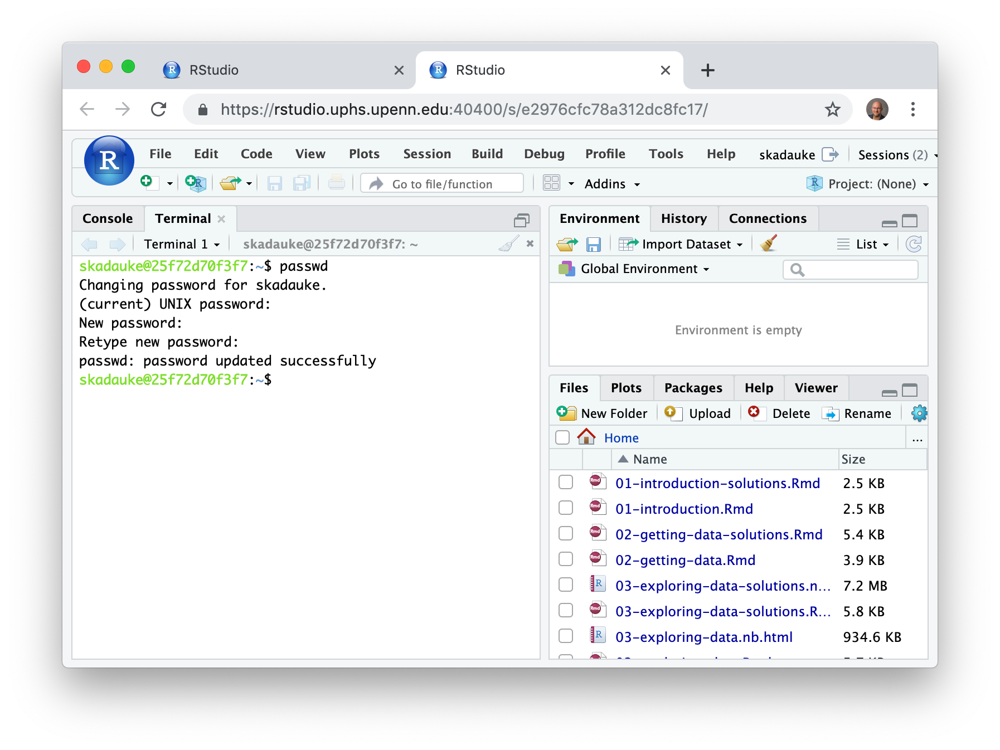 RStudio
RStudio
https://rstudio.uphs.upenn.edu:40400/s/e2976cfc78a312dc8fc17/
R File Edit Code View Plots Session Build Debug Profile Tools Help skadauke Sessions (2)
Go to file/function Addins Project: (None)
Console Terminal
Terminal 1 skadauke@25f72d70f3f7: ~
skadauke@25f72d70f3f7:~$ passwd
Changing password for skadauke.
(current) UNIX password:
New password:
Retype new password:
passwd: password updated successfully
skadauke@25f72d70f3f7:~$
Environment History Connections
Import Dataset List
Global Environment
Environment is empty
Files Plots Packages Help Viewer
New Folder Upload Delete Rename
Home ...
Name Size
01-introduction-solutions.Rmd 2.5 KB
01-introduction.Rmd 2.5 KB
02-getting-data-solutions.Rmd 5.4 KB
02-getting-data.Rmd 3.9 KB
03-exploring-data-solutions.n... 7.2 MB
03-exploring-data-solutions.R... 5.8 KB
03-exploring-data.nb.html 934.6 KB